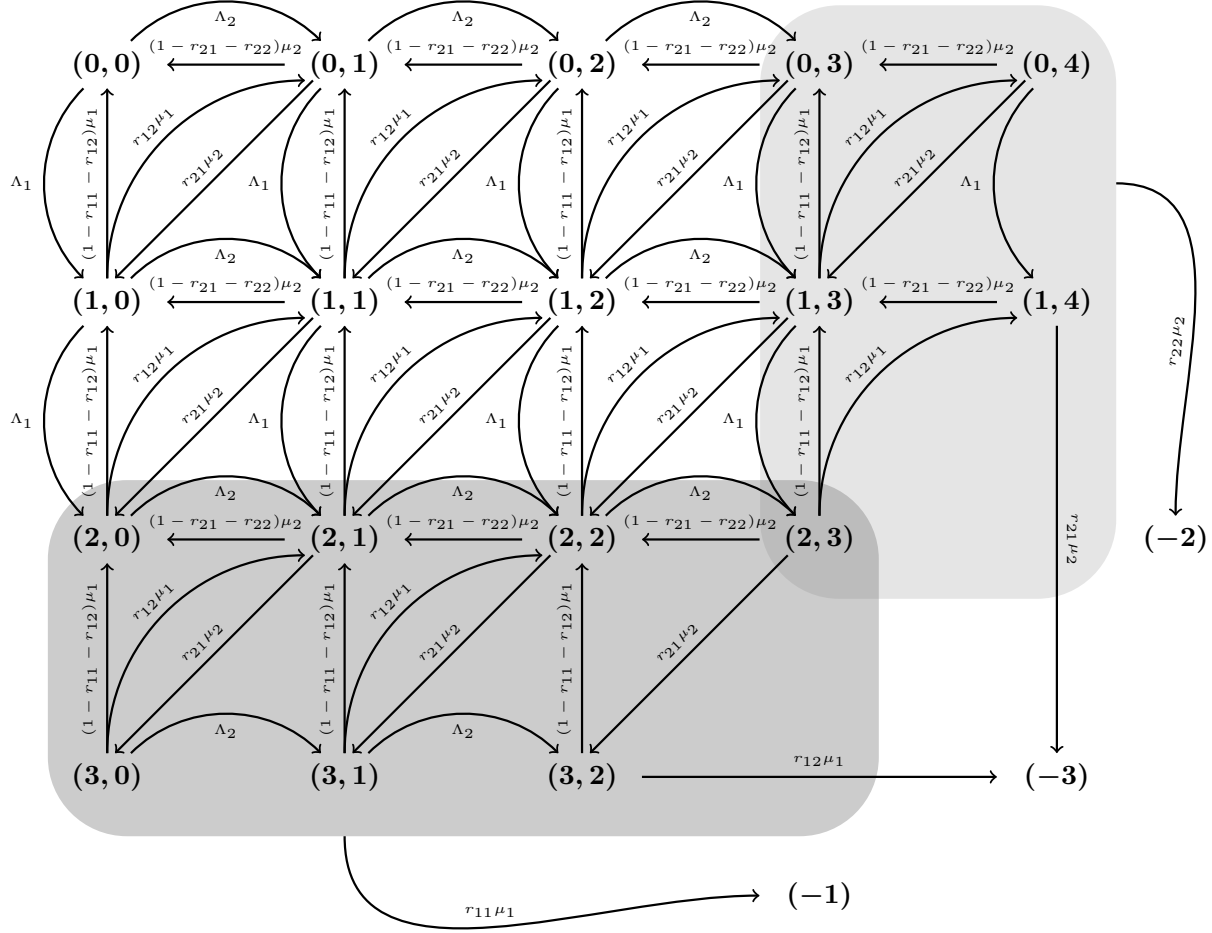 Λ₂ Λ₂ Λ₂
(1 − r₂₁ − r₂₂)μ₂ (1 − r₂₁ − r₂₂)μ₂ (1 − r₂₁ − r₂₂)μ₂ (1 − r₂₁ − r₂₂)μ₂
(0, 0) (0, 1) (0, 2) (0, 3) (0, 4)
(1 − r₁₁ − r₁₂)μ₁ (1 − r₁₁ − r₁₂)μ₁ (1 − r₁₁ − r₁₂)μ₁ (1 − r₁₁ − r₁₂)μ₁
r₁₂μ₁ r₁₂μ₁ r₁₂μ₁ r₁₂μ₁
r₂₁μ₂ r₂₁μ₂ r₂₁μ₂ r₂₁μ₂
Λ₁ Λ₁ Λ₁ Λ₁ Λ₁
Λ₂ Λ₂ Λ₂
(1 − r₂₁ − r₂₂)μ₂ (1 − r₂₁ − r₂₂)μ₂ (1 − r₂₁ − r₂₂)μ₂ (1 − r₂₁ − r₂₂)μ₂
(1, 0) (1, 1) (1, 2) (1, 3) (1, 4)
r₂₂μ₂
(1 − r₁₁ − r₁₂)μ₁ (1 − r₁₁ − r₁₂)μ₁ (1 − r₁₁ − r₁₂)μ₁ (1 − r₁₁ − r₁₂)μ₁
r₁₂μ₁ r₁₂μ₁ r₁₂μ₁ r₁₂μ₁
r₂₁μ₂ r₂₁μ₂ r₂₁μ₂
Λ₁ Λ₁ Λ₁ Λ₁
Λ₂ Λ₂ Λ₂
(1 − r₂₁ − r₂₂)μ₂ (1 − r₂₁ − r₂₂)μ₂ (1 − r₂₁ − r₂₂)μ₂
r₂₁μ₂
(2, 0) (2, 1) (2, 2) (2, 3) (−2)
(1 − r₁₁ − r₁₂)μ₁ (1 − r₁₁ − r₁₂)μ₁ (1 − r₁₁ − r₁₂)μ₁
r₁₂μ₁ r₁₂μ₁
r₂₁μ₂ r₂₁μ₂ r₂₁μ₂
Λ₂ Λ₂
r₁₂μ₁
(3, 0) (3, 1) (3, 2) (−3)
(−1)
r₁₁μ₁